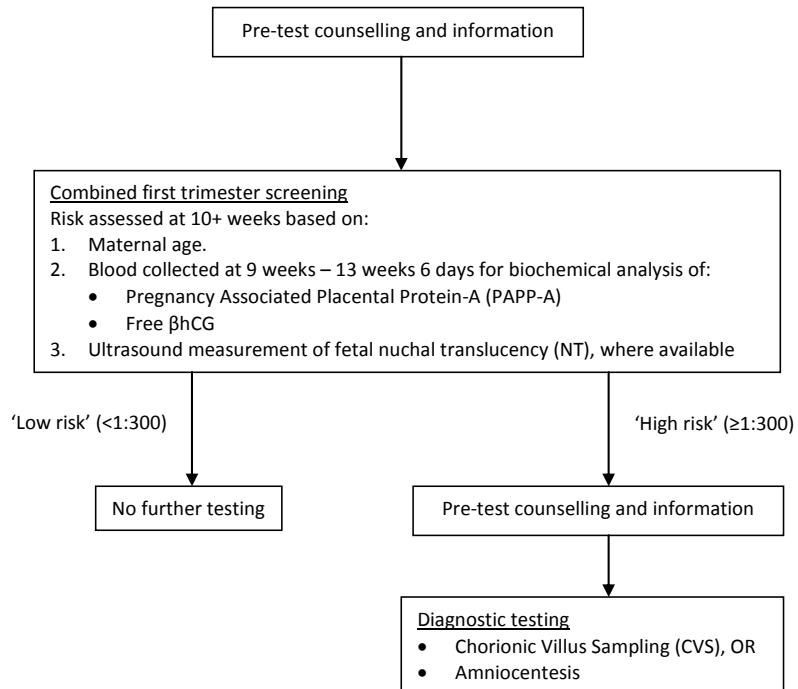 Pre-test counselling and information
Combined first trimester screening
Risk assessed at 10+ weeks based on:
1. Maternal age.
2. Blood collected at 9 weeks – 13 weeks 6 days for biochemical analysis of:
• Pregnancy Associated Placental Protein-A (PAPP-A)
• Free βhCG
3. Ultrasound measurement of fetal nuchal translucency (NT), where available
‘Low risk’ (<1:300)
‘High risk’ (≥1:300)
No further testing
Pre-test counselling and information
Diagnostic testing
• Chorionic Villus Sampling (CVS), OR
• Amniocentesis